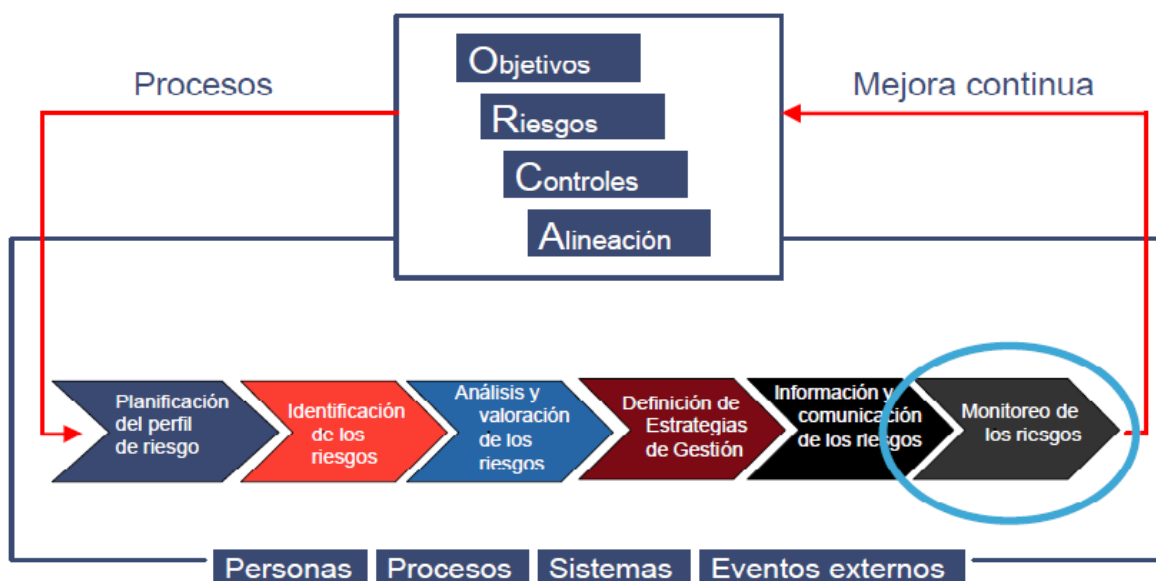 Procesos
Objetivos
Riesgos
Controles
Alineación
Mejora continua
Planificación
del perfil
de riesgo
Identificación
de los
riesgos
Análisis y
valoración
de los
riesgos
Definición de
Estrategias
de Gestión
Información y
comunicación
de los riesgos
Monitoreo de
los riesgos
Personas
Procesos
Sistemas
Eventos externos